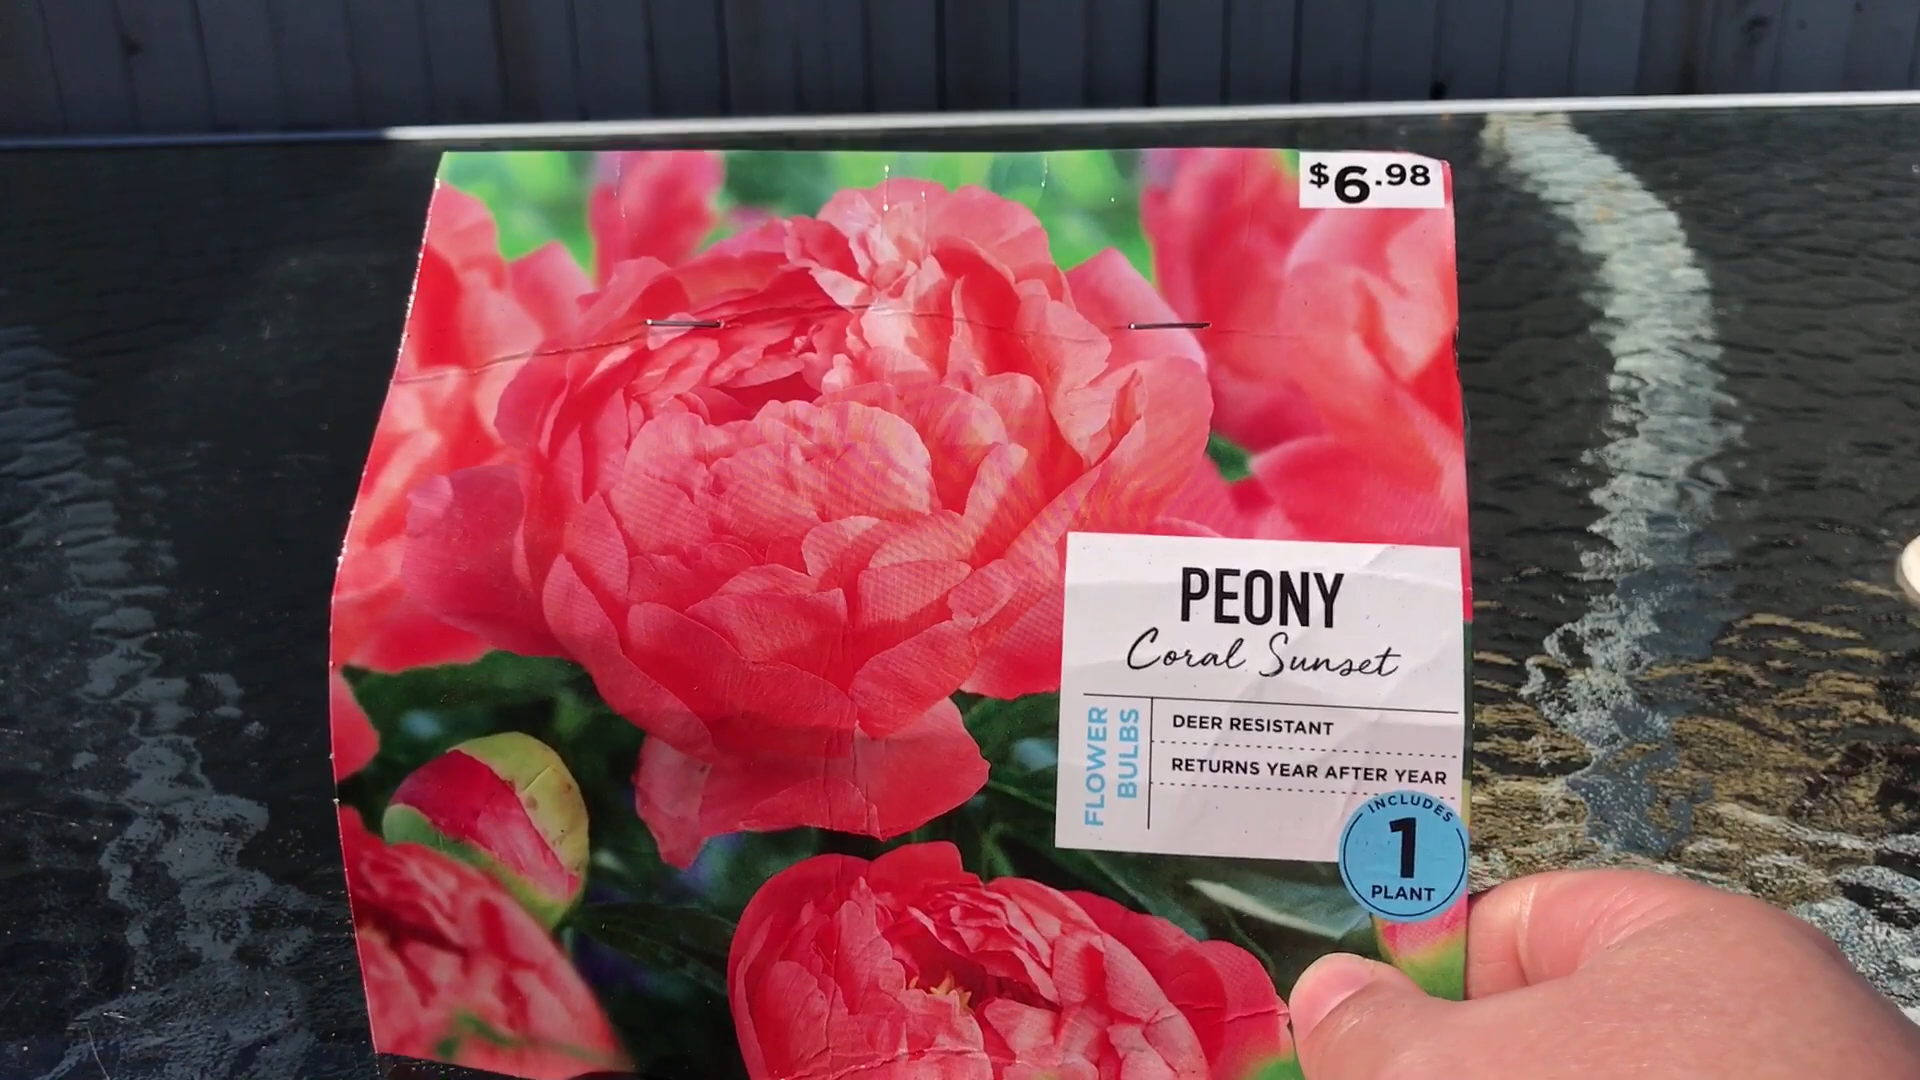 $6.98
PEONY
Coral Sunset
FLOWER
BULBS
DEER RESISTANT
RETURNS YEAR AFTER YEAR
INCLUDES
1
PLANT